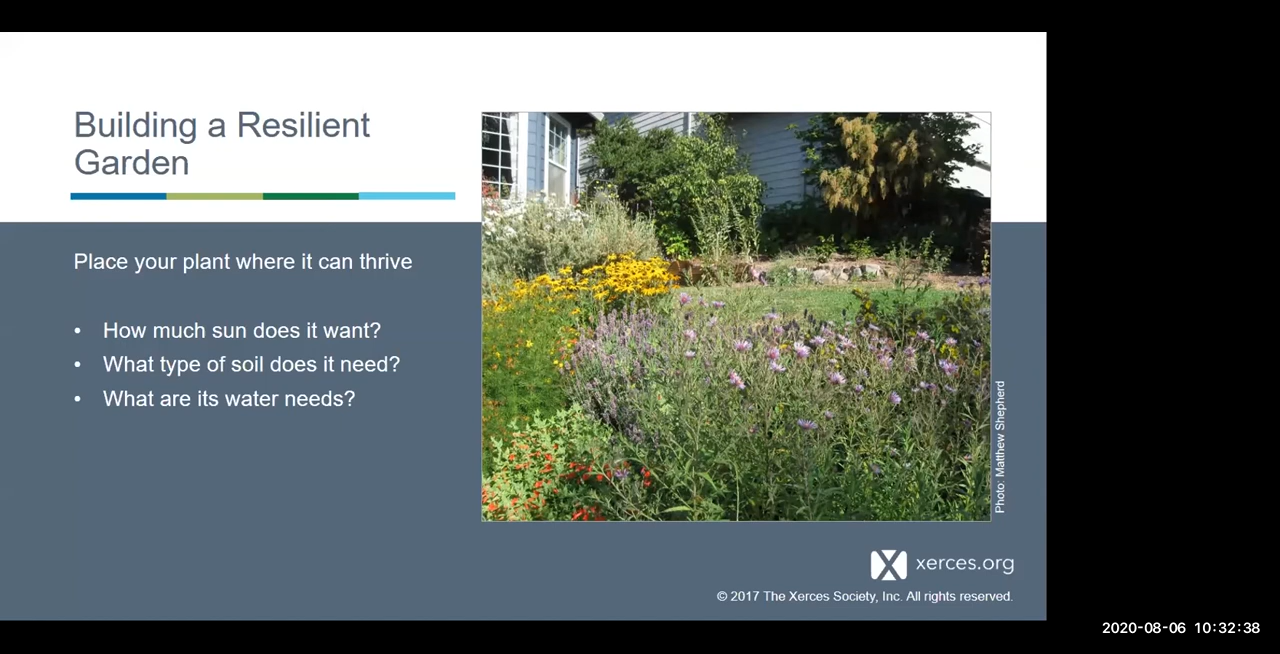 Building a Resilient
Garden
Place your plant where it can thrive
• How much sun does it want?
• What type of soil does it need?
• What are its water needs?
Photo: Matthew Shepherd
xerces.org
© 2017 The Xerces Society, Inc. All rights reserved.
2020-08-06 10:32:38